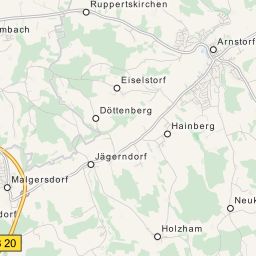 Ruppertskirchen
mbach
Arnstorf
Eiselstorf
Döttenberg
Hainberg
Jägerndorf
Malgersdorf
dorf
Neuk
Holzham
B 20